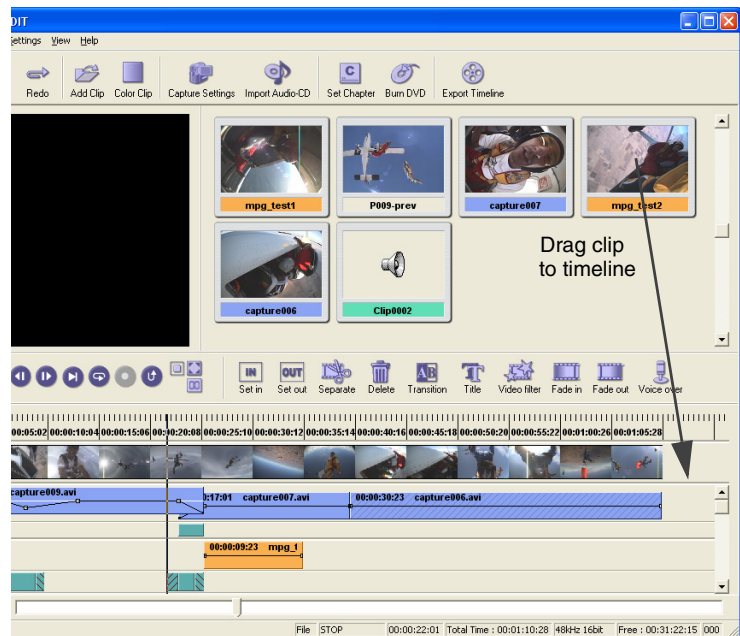 DIT
Settings View Help
Redo Add Clip Color Clip Capture Settings Import Audio-CD Set Chapter Burn DVD Export Timeline
mpg_test1 P009-prev capture007 mpg_test2
Drag clip
to timeline
capture006 Clip0002
IN OUT
Set in Set out Separate Delete Transition Title Video filter Fade in Fade out Voice over
00:05:02 00:00:10:04 00:00:15:06 00:00:20:08 00:00:25:10 00:00:30:12 00:00:35:14 00:00:40:16 00:00:45:18 00:00:50:20 00:00:55:22 00:01:00:26 00:01:05:28
capture009.avi 0:17:01 capture007.avi 00:00:30:23 capture006.avi
00:00:09:23 mpg_1
File STOP 00:00:22:01 Total Time : 00:01:10:28 48kHz 16bit Free : 00:31:22:15 000